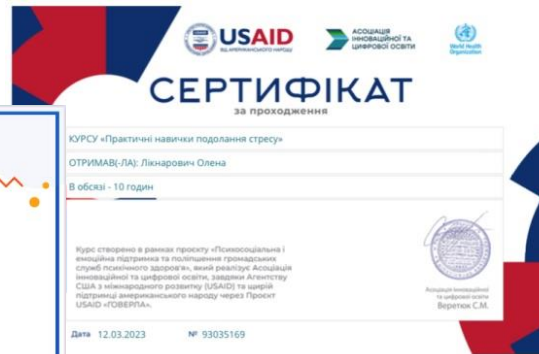 USAID
ВІД АМЕРИКАНСЬКОГО НАРОДУ
АСОЦІАЦІЯ
ІННОВАЦІЙНОЇ ТА
ЦИФРОВОЇ ОСВІТИ
World Health
Organization
СЕРТИФІКАТ
за проходження
КУРСУ «Практичні навички подолання стресу»
ОТРИМАВ(-ЛА): Лікнарович Олена
В обсязі - 10 годин
Курс створено в рамках проєкту «Психосоціальна і
емоційна підтримка та поліпшення громадських
служб психічного здоров'я», який реалізує Асоціація
інноваційної та цифрової освіти, завдяки Агентству
США з міжнародного розвитку (USAID) та щирій
підтримці американського народу через Проєкт
USAID «ГОВЕРЛА».
Асоціація інноваційної
та цифрової освіти
Веретюк С.М.
Дата 12.03.2023 № 93035169